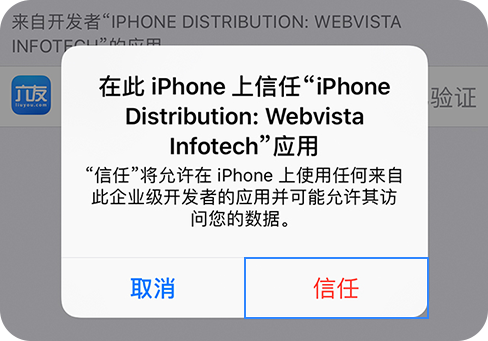 来自开发者“IPHONE DISTRIBUTION: WEBVISTA
INFOTECH”的应用
六友
liuyou.com
验证
在此 iPhone 上信任“iPhone
Distribution: Webvista
Infotech”应用
“信任”将允许在 iPhone 上使用任何来自
此企业级开发者的应用并可能允许其访
问您的数据。
取消
信任